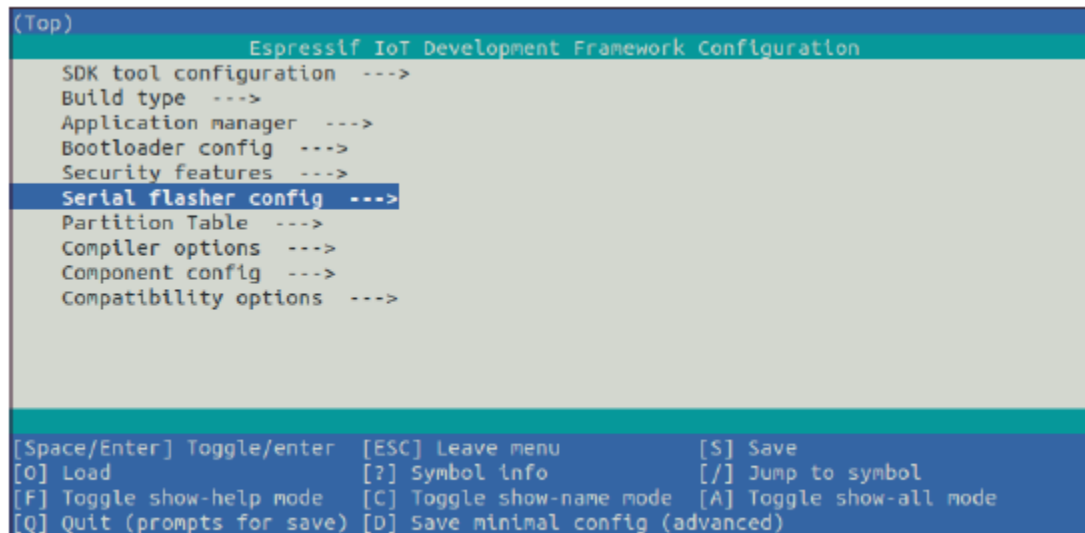 (Top)
Espressif IoT Development Framework Configuration
SDK tool configuration --->
Build type --->
Application manager --->
Bootloader config --->
Security features --->
Serial flasher config --->
Partition Table --->
Compiler options --->
Component config --->
Compatibility options --->
[Space/Enter] Toggle/enter [ESC] Leave menu [S] Save
[O] Load [?] Symbol info [/] Jump to symbol
[F] Toggle show-help mode [C] Toggle show-name mode [A] Toggle show-all mode
[Q] Quit (prompts for save) [D] Save minimal config (advanced)